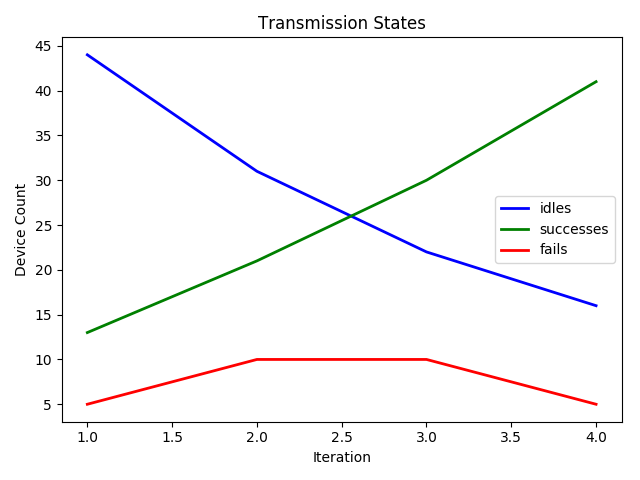 Transmission States
45
40
35
30
25
20
15
10
5
Device Count
idles
successes
fails
1.0 1.5 2.0 2.5 3.0 3.5 4.0
Iteration